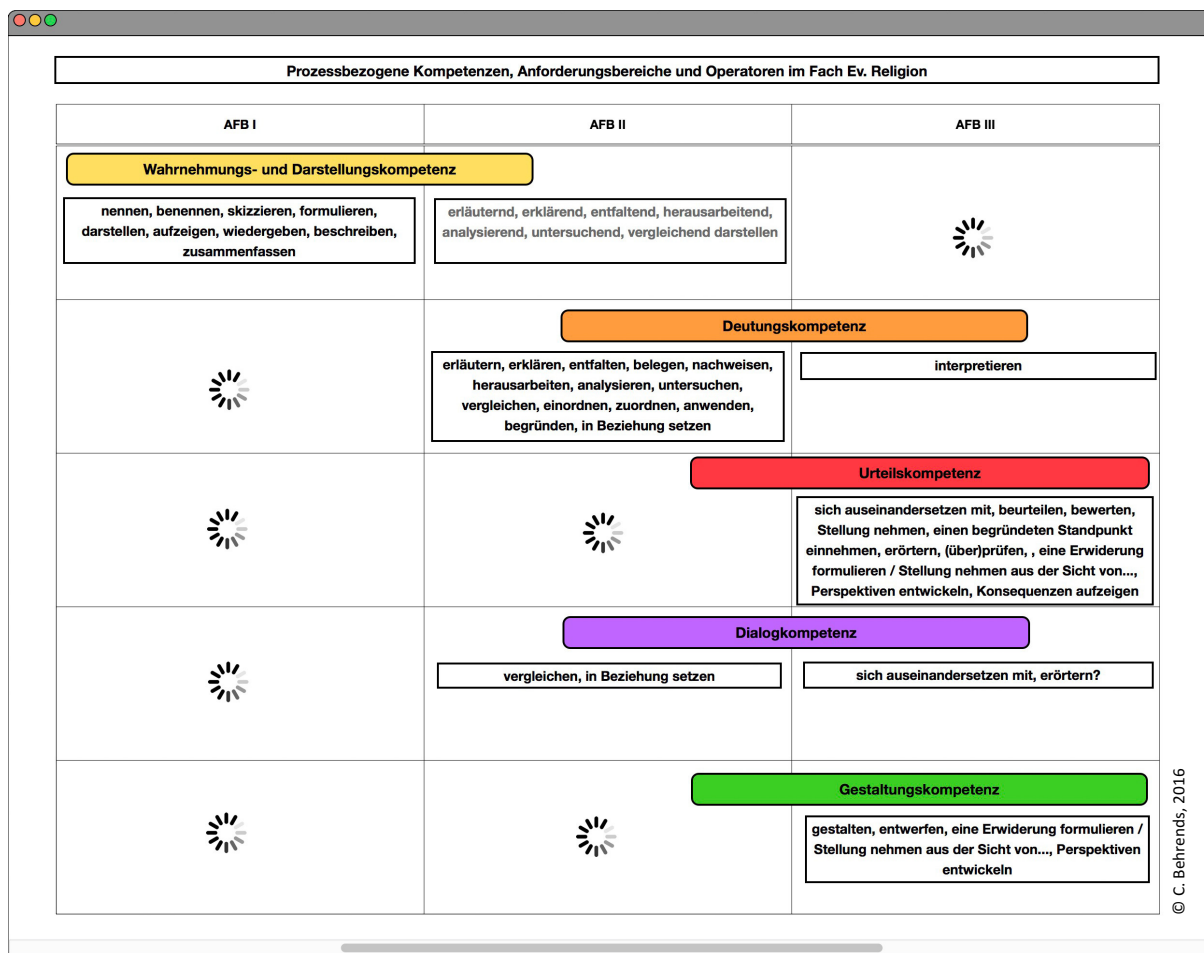 Prozessbezogene Kompetenzen, Anforderungsbereiche und Operatoren im Fach Ev. Religion
AFB I
AFB II
AFB III
Wahrnehmungs- und Darstellungskompetenz
nennen, benennen, skizzieren, formulieren,
darstellen, aufzeigen, wiedergeben, beschreiben,
zusammenfassen
erläuternd, erklärend, entfaltend, herausarbeitend,
analysierend, untersuchend, vergleichend darstellen
Deutungskompetenz
erläutern, erklären, entfalten, belegen, nachweisen,
herausarbeiten, analysieren, untersuchen,
vergleichen, einordnen, zuordnen, anwenden,
begründen, in Beziehung setzen
interpretieren
Urteilskompetenz
sich auseinandersetzen mit, beurteilen, bewerten,
Stellung nehmen, einen begründeten Standpunkt
einnehmen, erörtern, (über)prüfen, , eine Erwiderung
formulieren / Stellung nehmen aus der Sicht von...,
Perspektiven entwickeln, Konsequenzen aufzeigen
Dialogkompetenz
vergleichen, in Beziehung setzen
sich auseinandersetzen mit, erörtern?
Gestaltungskompetenz
gestalten, entwerfen, eine Erwiderung formulieren /
Stellung nehmen aus der Sicht von..., Perspektiven
entwickeln
© C. Behrends, 2016